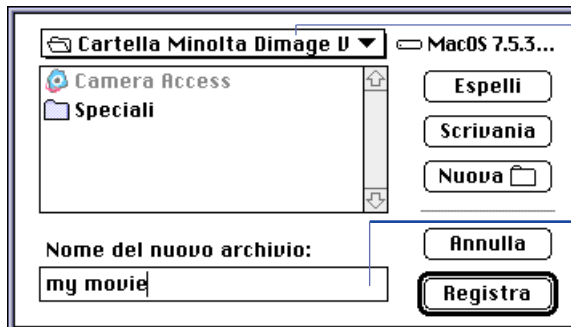 Cartella Minolta Dimage V
MacOS 7.5.3...
Camera Access
Speciali
Espelli
Scrivania
Nuova
Nome del nuovo archivio:
my movie
Annulla
Registra